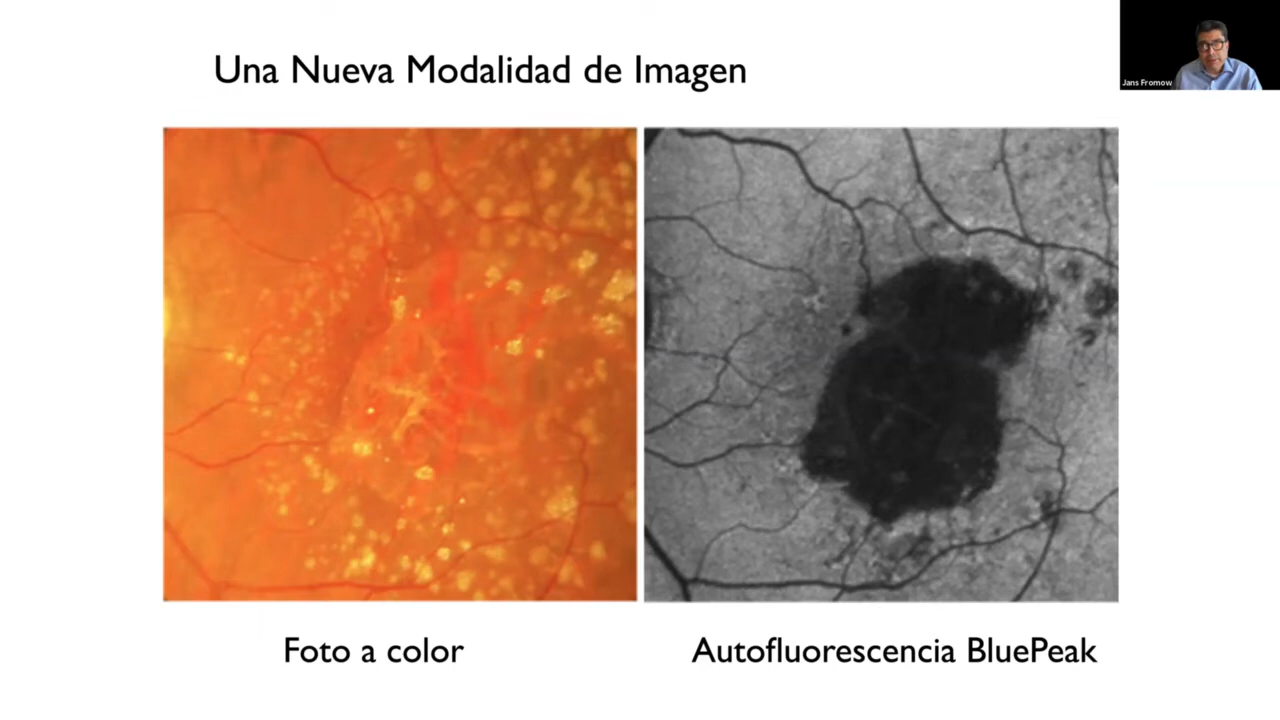 Una Nueva Modalidad de Imagen
Jans Fromow
Foto a color
Autofluorescencia BluePeak